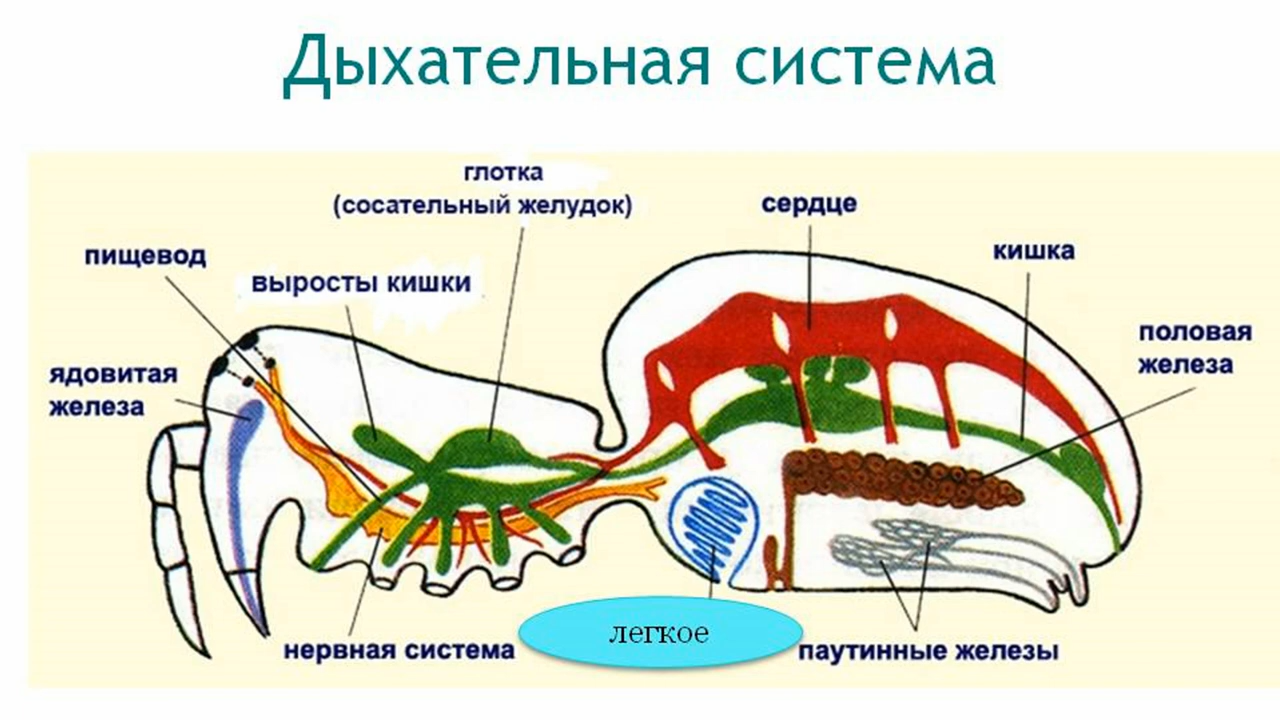 Дыхательная система
глотка
(сосательный желудок)
сердце
пищевод
кишка
выросты кишки
половая
железа
ядовитая
железа
легкое
нервная система
паутинные железы